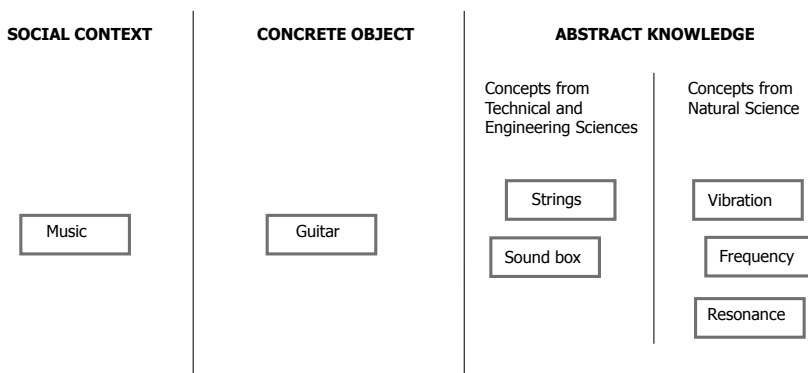 SOCIAL CONTEXT
CONCRETE OBJECT
ABSTRACT KNOWLEDGE
Concepts from
Technical and
Engineering Sciences
Concepts from
Natural Science
Strings
Vibration
Music
Guitar
Sound box
Frequency
Resonance